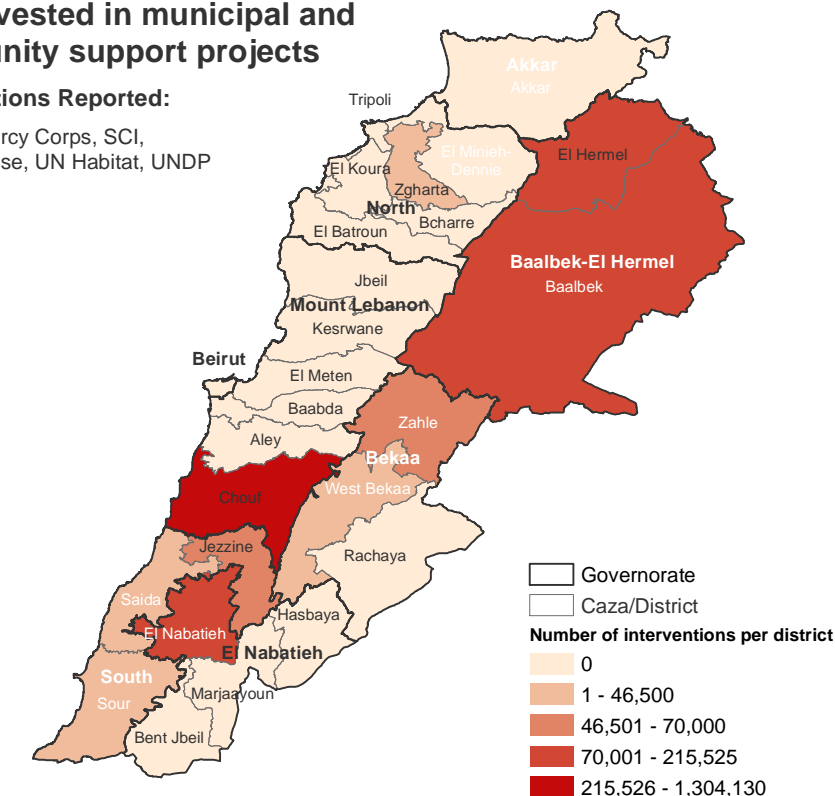 vested in municipal and
unity support projects
tions Reported:
rcy Corps, SCI,
se, UN Habitat, UNDP
Akkar
Akkar
Tripoli
El Minieh-
Dennie
El Hermel
El Koura
Zgharta
North
Bcharre
El Batroun
Baalbek-El Hermel
Baalbek
Jbeil
Mount Lebanon
Kesrwane
Beirut
El Meten
Baabda
Zahle
Aley
Bekaa
West Bekaa
Chouf
Jezzine
Rachaya
Saida
Hasbaya
El Nabatieh
El Nabatieh
South
Sour
Marjaayoun
Bent Jbeil
Governorate
Caza/District
Number of interventions per district
0
1 - 46,500
46,501 - 70,000
70,001 - 215,525
215,526 - 1,304,130